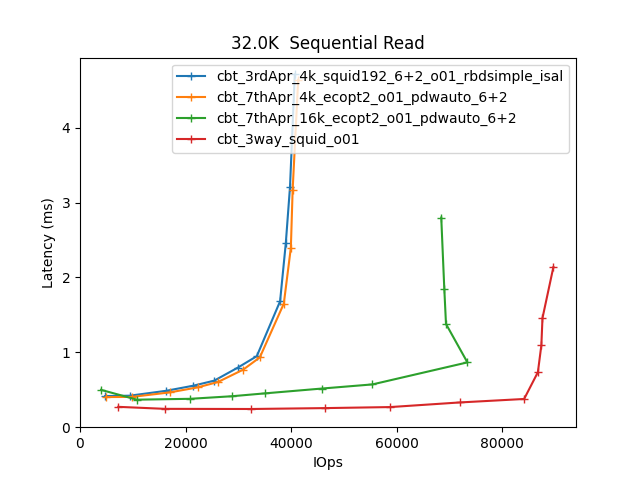 32.0K  Sequential Read
cbt_3rdApr_4k_squid192_6+2_o01_rbdsimple_isal
cbt_7thApr_4k_ecopt2_o01_pdwauto_6+2
cbt_7thApr_16k_ecopt2_o01_pdwauto_6+2
cbt_3way_squid_o01
Latency (ms)
4
3
2
1
0
0 20000 40000 60000 80000
IOps